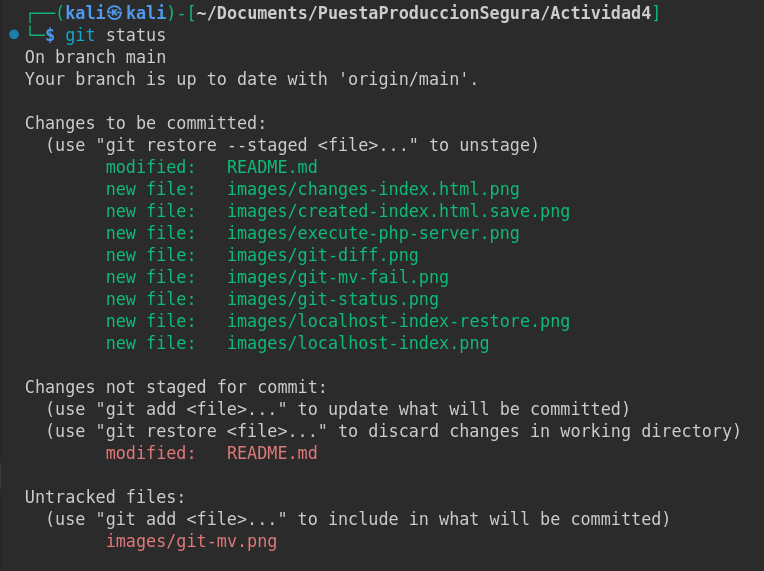 ┌──(kali㉿kali)-[~/Documents/PuestaProduccionSegura/Actividad4]
└─$ git status
On branch main
Your branch is up to date with 'origin/main'.

Changes to be committed:
  (use "git restore --staged <file>..." to unstage)
        modified:   README.md
        new file:   images/changes-index.html.png
        new file:   images/created-index.html.save.png
        new file:   images/execute-php-server.png
        new file:   images/git-diff.png
        new file:   images/git-mv-fail.png
        new file:   images/git-status.png
        new file:   images/localhost-index-restore.png
        new file:   images/localhost-index.png

Changes not staged for commit:
  (use "git add <file>..." to update what will be committed)
  (use "git restore <file>..." to discard changes in working directory)
        modified:   README.md

Untracked files:
  (use "git add <file>..." to include in what will be committed)
        images/git-mv.png